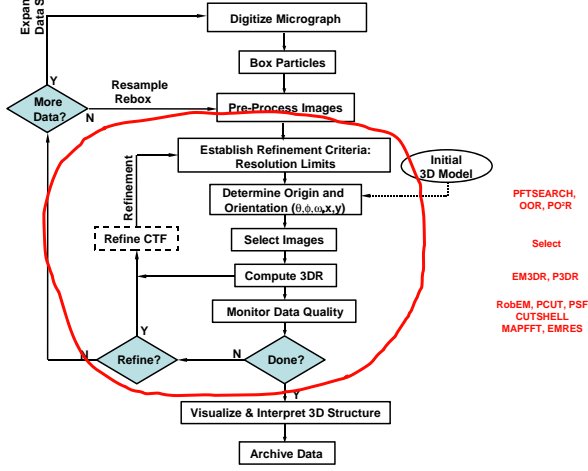 Digitize Micrograph
Box Particles
Y
Resample
Rebox
More
Data?
N
Pre-Process Images
Establish Refinement Criteria:
Resolution Limits
Initial
3D Model
Refinement
Determine Origin and
Orientation (θ,ϕ,ω,x,y)
PFTSEARCH,
OOR, PO²R
Refine CTF
Select Images
Select
Compute 3DR
EM3DR, P3DR
Monitor Data Quality
RobEM, PCUT, PSF
CUTSHELL
MAPFFT, EMRES
Y
Refine?
N
Done?
Y
Visualize & Interpret 3D Structure
Archive Data